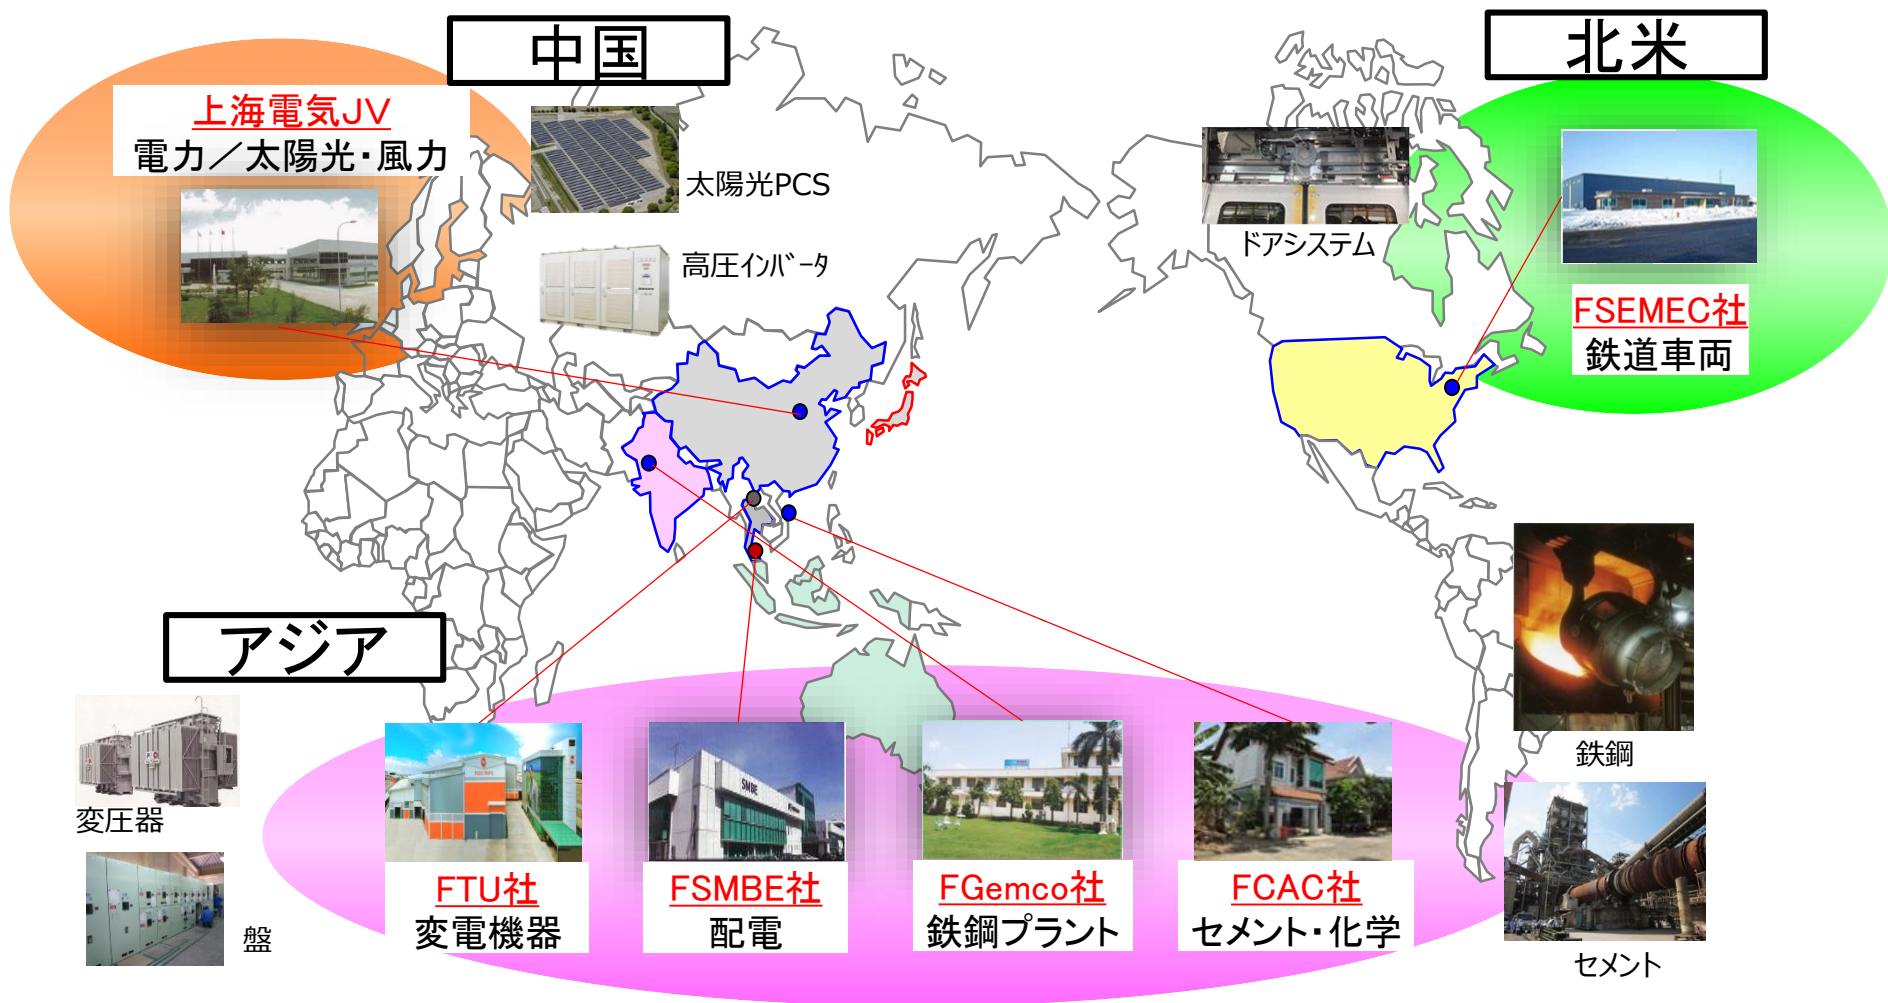 中国
北米
上海電気JV
電力／太陽光・風力
太陽光PCS
高圧ｲﾝﾊﾞｰﾀ
ドアシステム
FSEMEC社
鉄道車両
アジア
変圧器
盤
SMBE
FTU社
変電機器
FSMBE社
配電
FGemco社
鉄鋼プラント
FCAC社
セメント・化学
鉄鋼
セメント